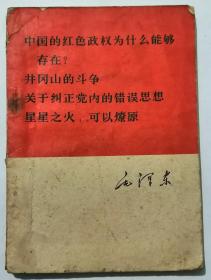 中国的红色政权为什么能够
存在？
井冈山的斗争
关于纠正党内的错误思想
星星之火，可以燎原
毛泽东